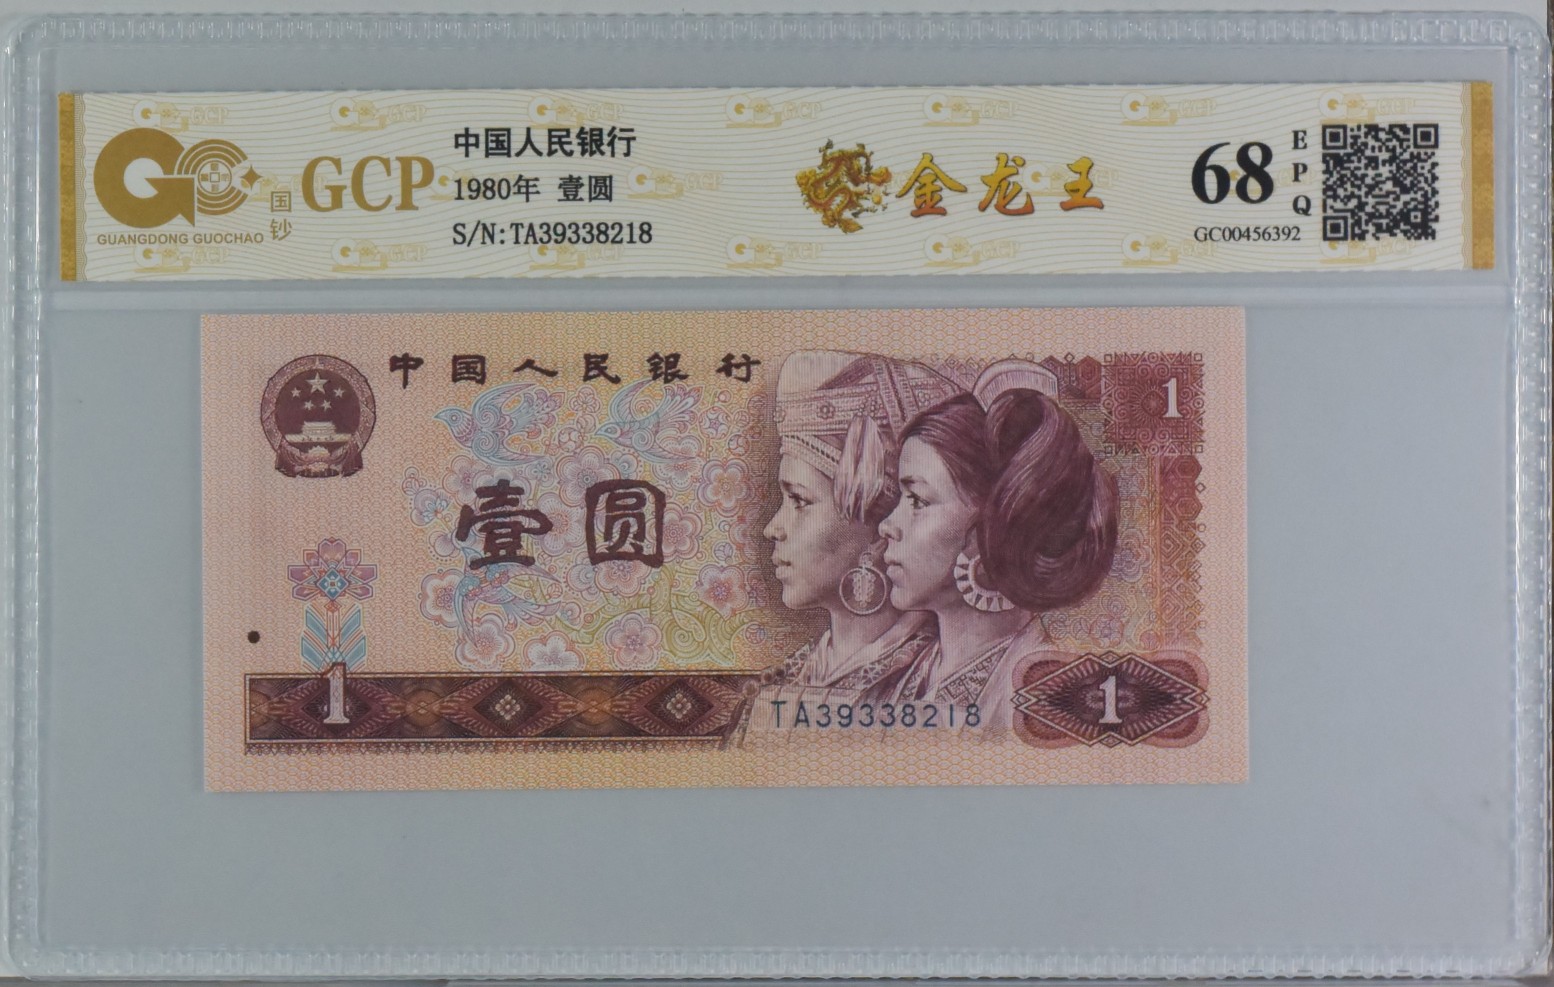 GCP
国钞
GUANGDONG GUOCHAO
中国人民银行
1980年 壹圆
S/N:TA39338218
金龙王
68
EPQ
GC00456392
中国人民银行
1
壹圆
1
TA39338218
1